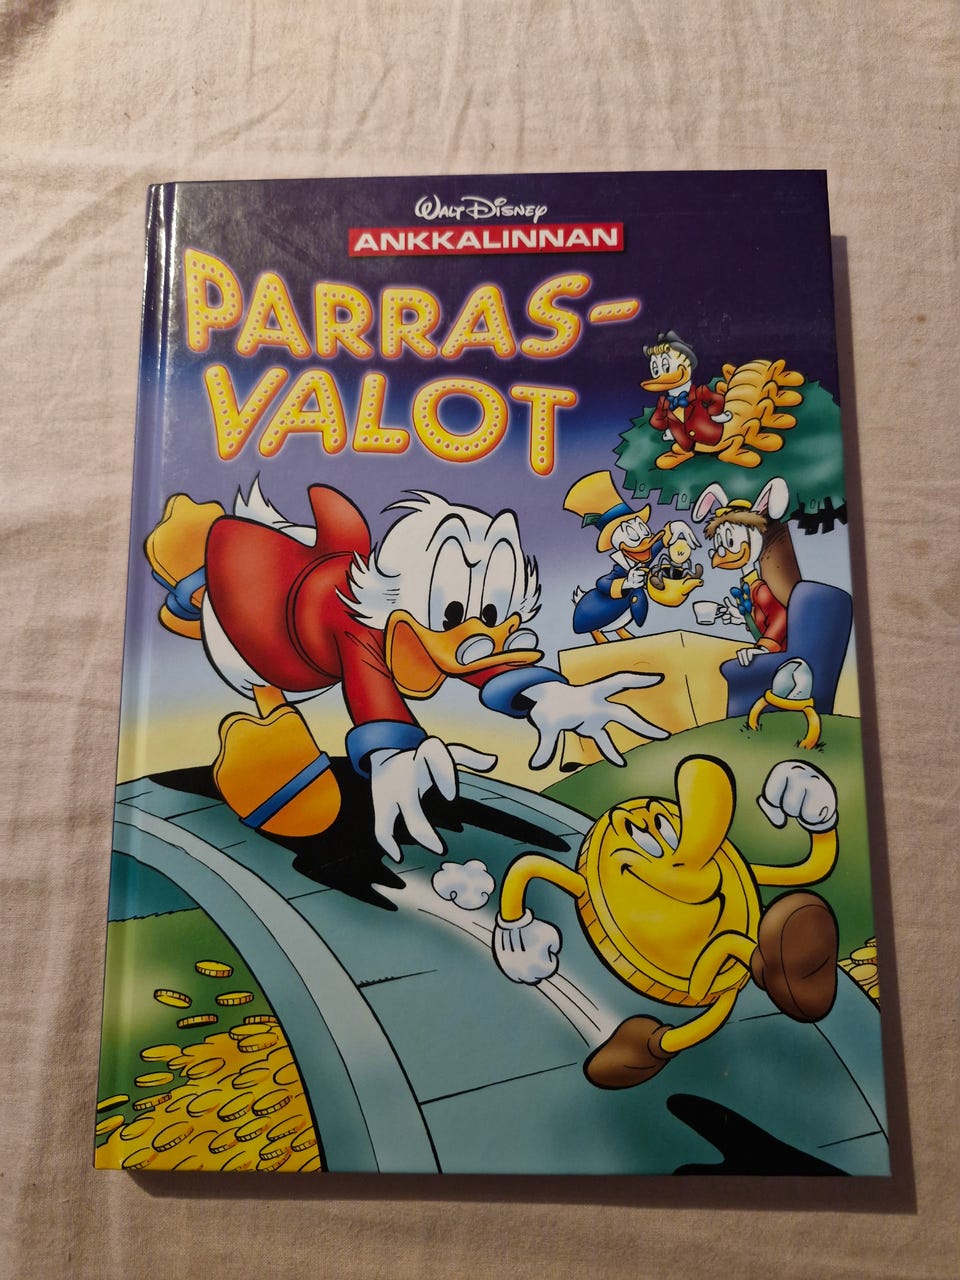 Walt Disney
ANKKALINNAN
PARRAS-
VALOT